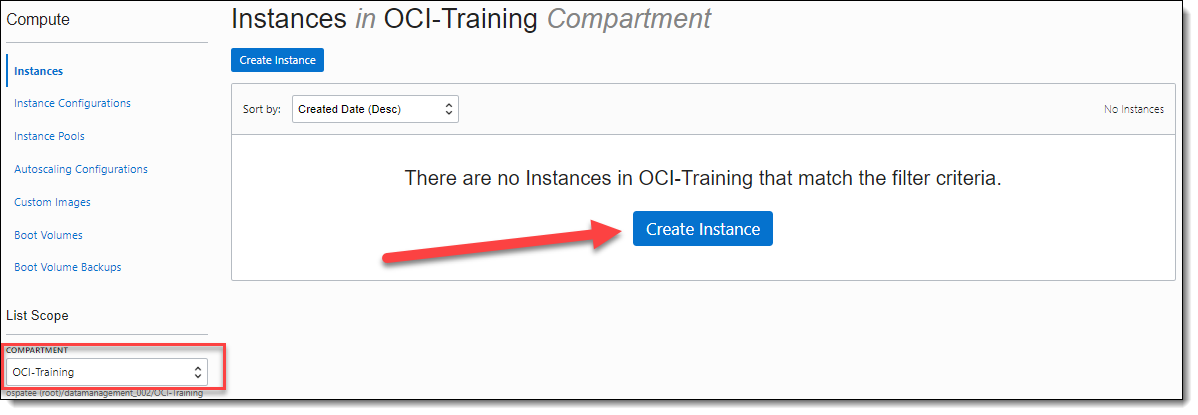 Compute
Instances
Instance Configurations
Instance Pools
Autoscaling Configurations
Custom Images
Boot Volumes
Boot Volume Backups
List Scope
COMPARTMENT
OCI-Training
ospatee (root)/datamanagement_002/OCI-Training
Instances in OCI-Training Compartment
Create Instance
Sort by: Created Date (Desc) No Instances
There are no Instances in OCI-Training that match the filter criteria.
Create Instance